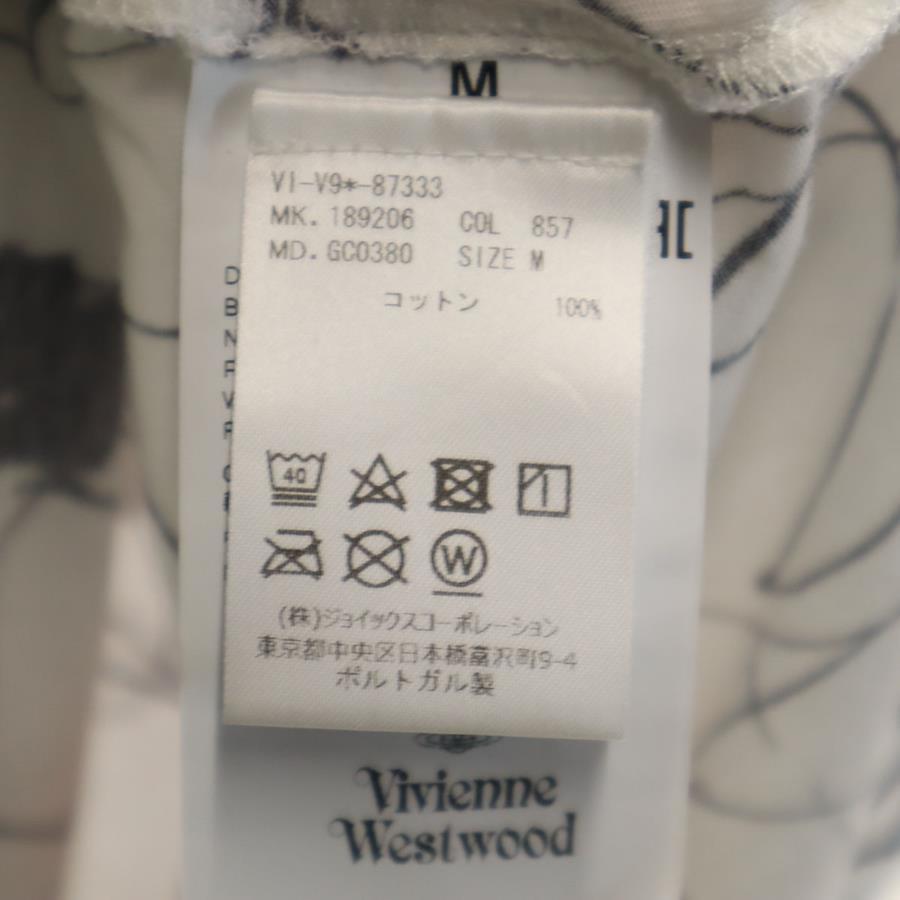 M
VI-V9*-87333
MK. 189206 COL 857
MD. GC0380 SIZE M
コットン 100%
D
B
N
P
V
F
40
W
(株)ジョイックスコーポレーション
東京都中央区日本橋富沢町9-4
ポルトガル製
Vivienne
Westwood